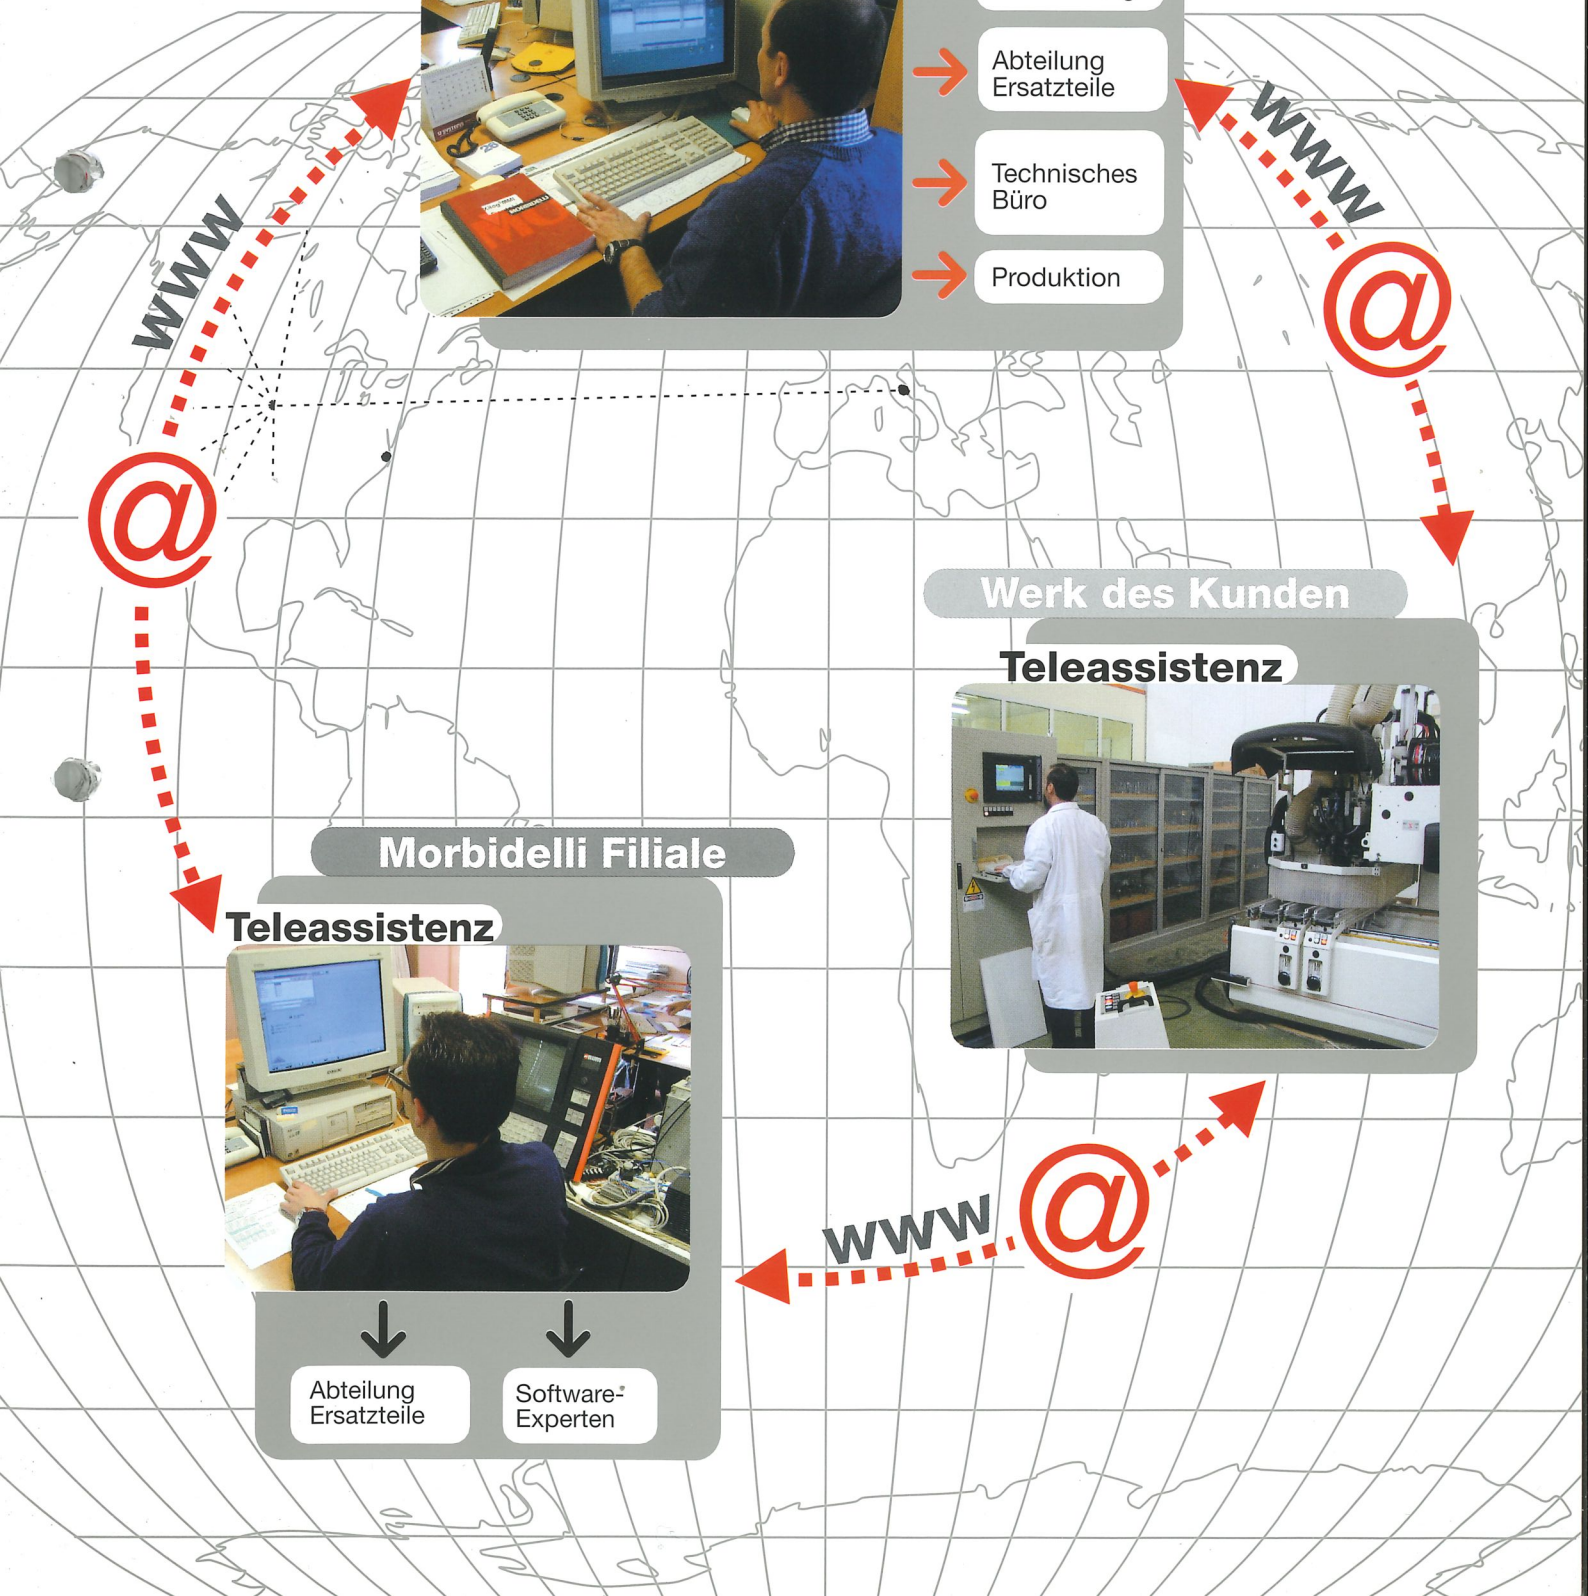 Abteilung
Ersatzteile
Technisches
Büro
Produktion
www
www
MORBIDELLI
@
@
Werk des Kunden
Teleassistenz
Morbidelli Filiale
Teleassistenz
www
@
Abteilung
Ersatzteile
Software-
Experten